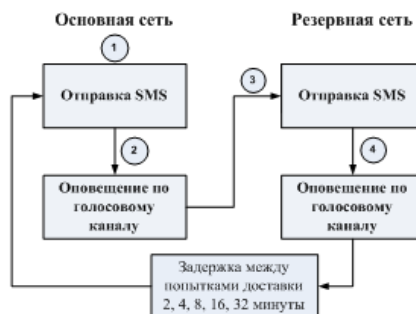 Основная сеть
Резервная сеть
1
Отправка SMS
3
Отправка SMS
2
4
Оповещение по
голосовому
каналу
Оповещение по
голосовому
каналу
Задержка между
попытками доставки
2, 4, 8, 16, 32 минуты